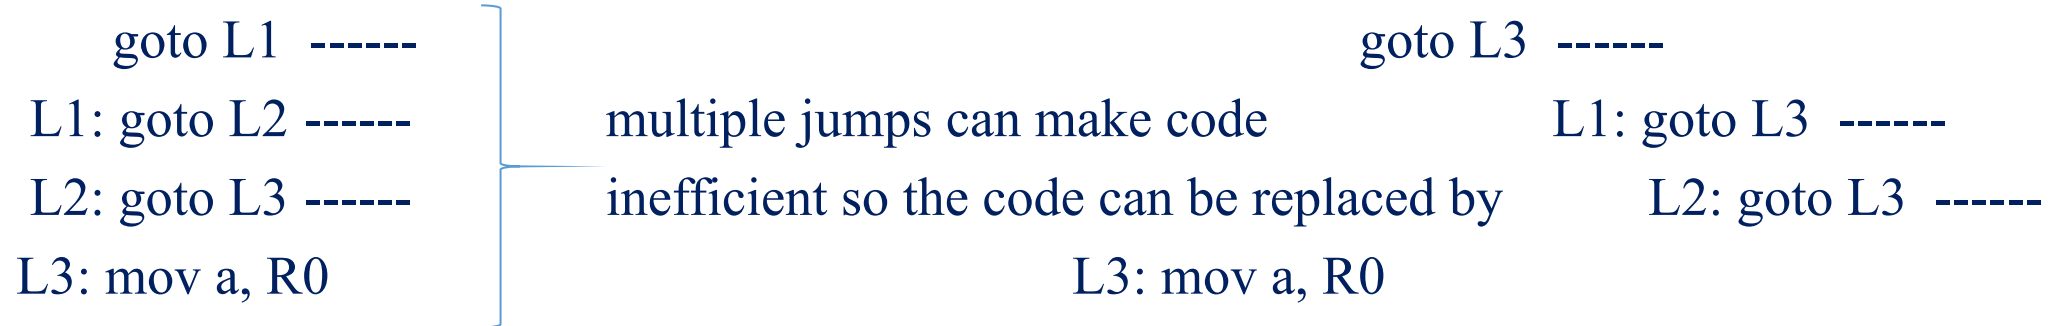 goto L1 ------ goto L3 ------
L1: goto L2 ------ multiple jumps can make code L1: goto L3 ------
L2: goto L3 ------ inefficient so the code can be replaced by L2: goto L3 ------
L3: mov a, R0 L3: mov a, R0